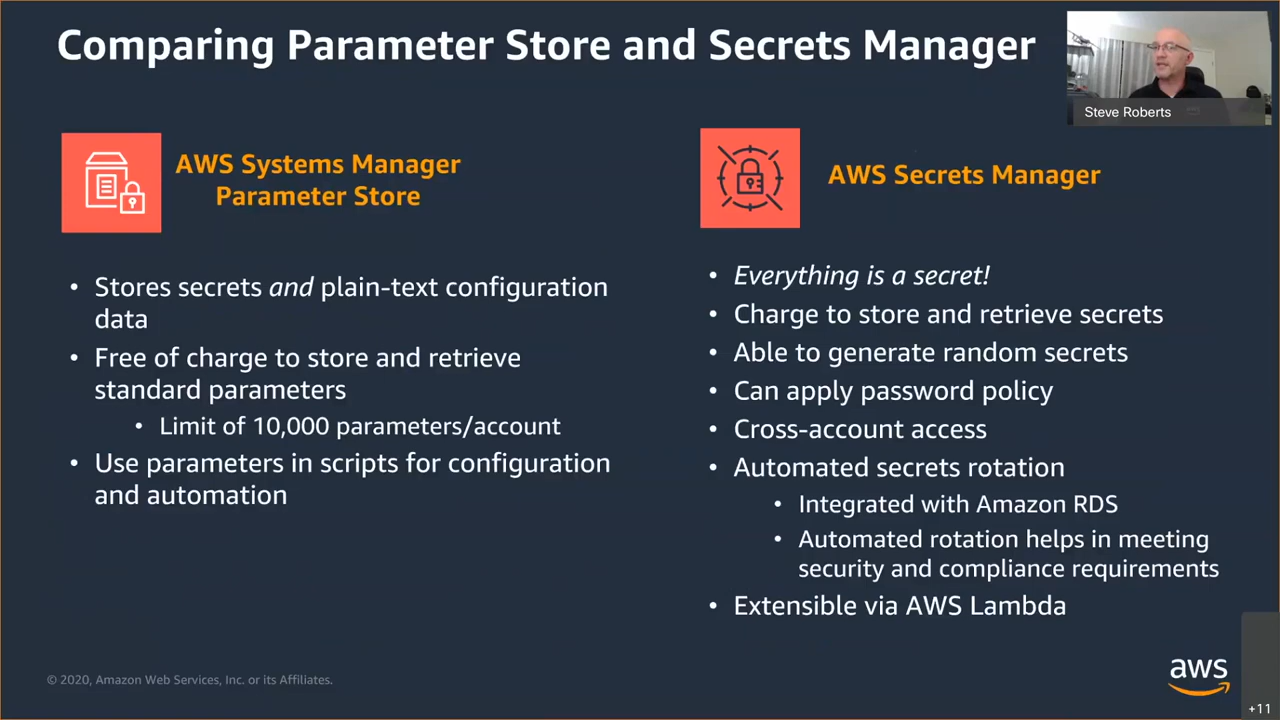 Comparing Parameter Store and Secrets Manager
Steve Roberts
AWS Systems Manager
Parameter Store
• Stores secrets and plain-text configuration
data
• Free of charge to store and retrieve
standard parameters
• Limit of 10,000 parameters/account
• Use parameters in scripts for configuration
and automation
AWS Secrets Manager
• Everything is a secret!
• Charge to store and retrieve secrets
• Able to generate random secrets
• Can apply password policy
• Cross-account access
• Automated secrets rotation
• Integrated with Amazon RDS
• Automated rotation helps in meeting
security and compliance requirements
• Extensible via AWS Lambda
© 2020, Amazon Web Services, Inc. or its Affiliates.
aws
+11